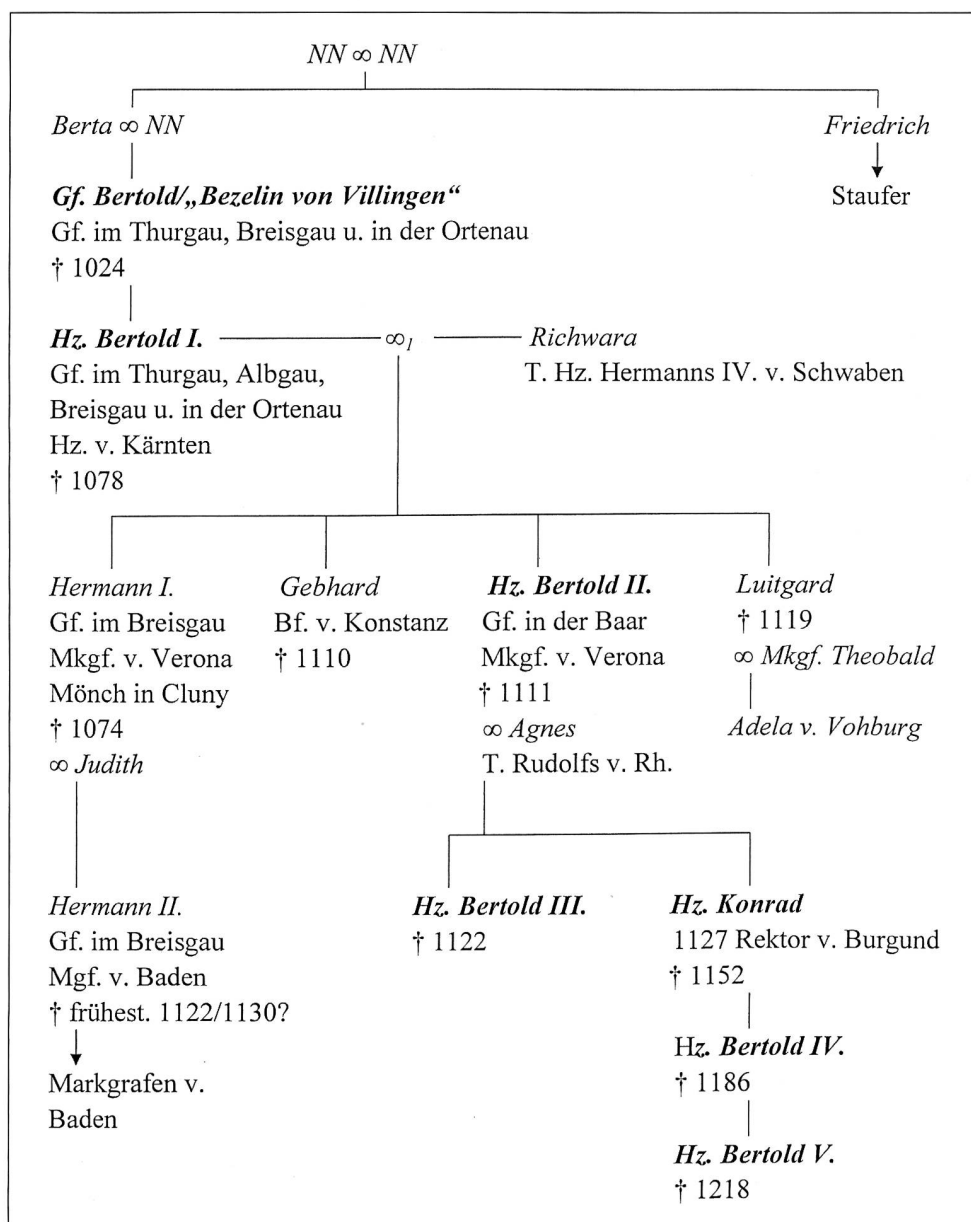 NN ∞ NN
Berta ∞ NN
Friedrich
Gf. Bertold/„Bezelin von Villingen“
Staufer
Gf. im Thurgau, Breisgau u. in der Ortenau
† 1024
Hz. Bertold I. ∞1 Richwara
Gf. im Thurgau, Albgau,
T. Hz. Hermanns IV. v. Schwaben
Breisgau u. in der Ortenau
Hz. v. Kärnten
† 1078
Hermann I.
Gf. im Breisgau
Mkgf. v. Verona
Mönch in Cluny
† 1074
∞ Judith
Gebhard
Bf. v. Konstanz
† 1110
Hz. Bertold II.
Gf. in der Baar
Mkgf. v. Verona
† 1111
∞ Agnes
T. Rudolfs v. Rh.
Luitgard
† 1119
∞ Mkgf. Theobald
Adela v. Vohburg
Hermann II.
Gf. im Breisgau
Mgf. v. Baden
† frühest. 1122/1130?
Markgrafen v.
Baden
Hz. Bertold III.
† 1122
Hz. Konrad
1127 Rektor v. Burgund
† 1152
Hz. Bertold IV.
† 1186
Hz. Bertold V.
† 1218